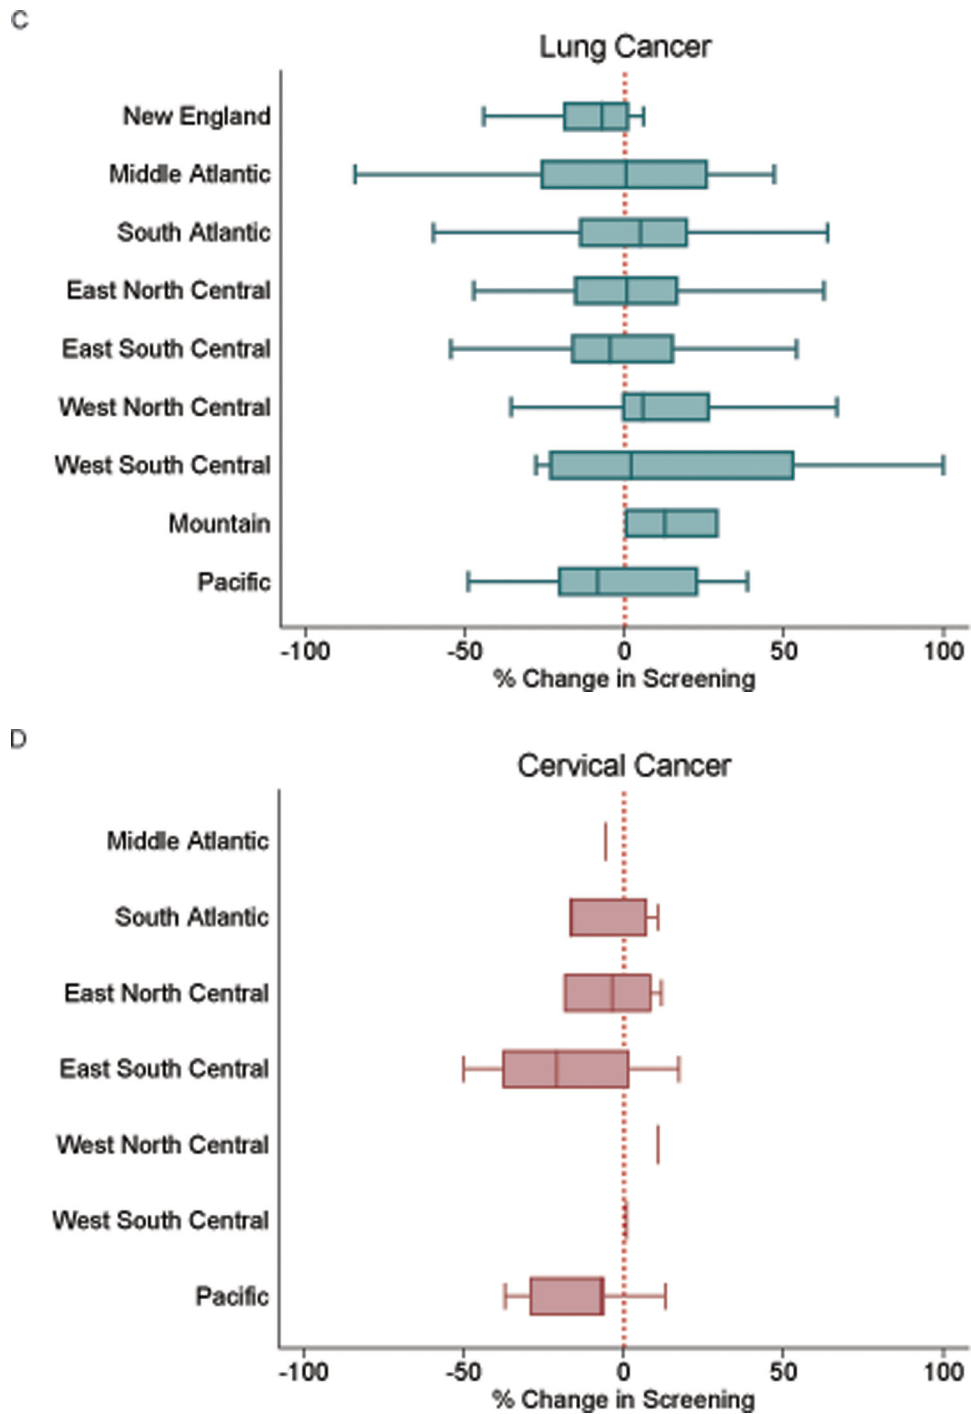 C
Lung Cancer
New England
Middle Atlantic
South Atlantic
East North Central
East South Central
West North Central
West South Central
Mountain
Pacific
-100 -50 0 50 100
% Change in Screening
D
Cervical Cancer
Middle Atlantic
South Atlantic
East North Central
East South Central
West North Central
West South Central
Pacific
-100 -50 0 50 100
% Change in Screening